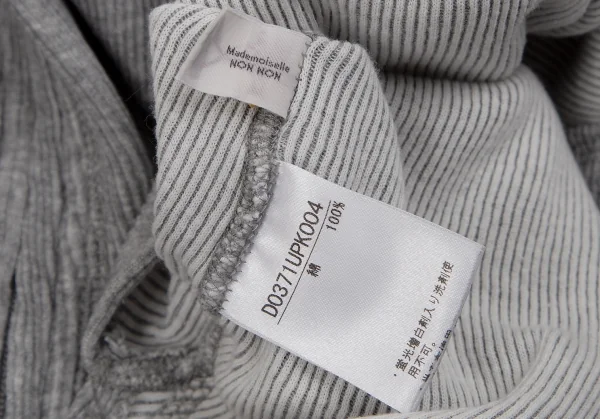 Mademoiselle
NON NON
D0371UPK004
綿 100%
・蛍光増白剤入り洗剤使
用不可。